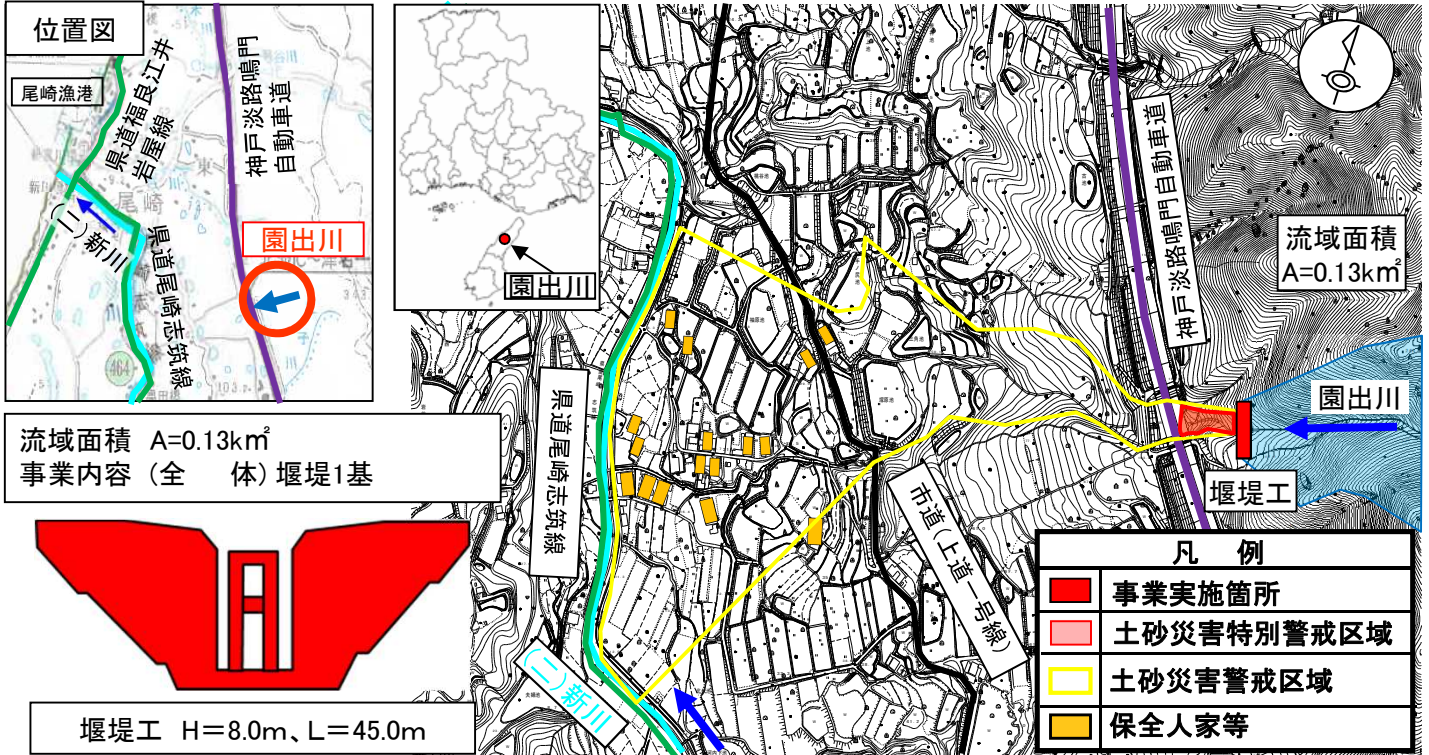 位置図
尾崎漁港
県道福良江井
岩屋線
神戸淡路鳴門
自動車道
尾崎
(二)新川
県道尾崎志筑線
464
園出川
園出川
流域面積 A=0.13km²
事業内容 (全 体) 堰堤1基
堰堤工 H=8.0m、L=45.0m
県道尾崎志筑線
(二)新川
市道(上道一号線)
神戸淡路鳴門自動車道
流域面積
A=0.13km²
園出川
堰堤工
凡 例
事業実施箇所
土砂災害特別警戒区域
土砂災害警戒区域
保全人家等